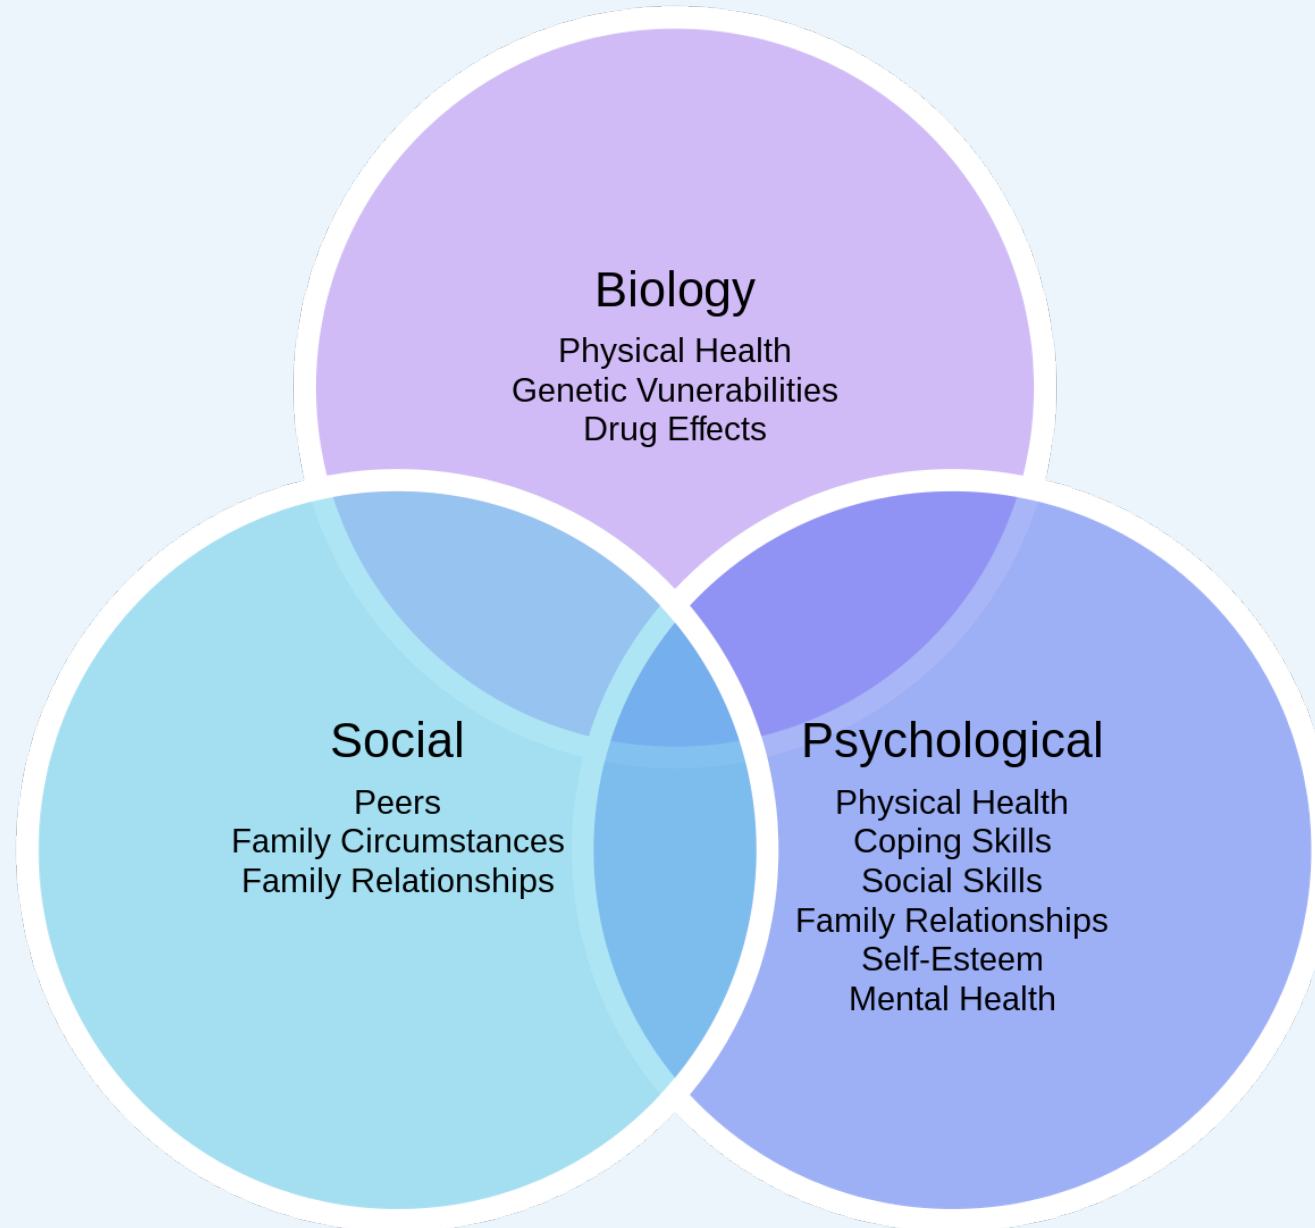 Biology
Physical Health
Genetic Vunerabilities
Drug Effects
Social
Peers
Family Circumstances
Family Relationships
Psychological
Physical Health
Coping Skills
Social Skills
Family Relationships
Self-Esteem
Mental Health